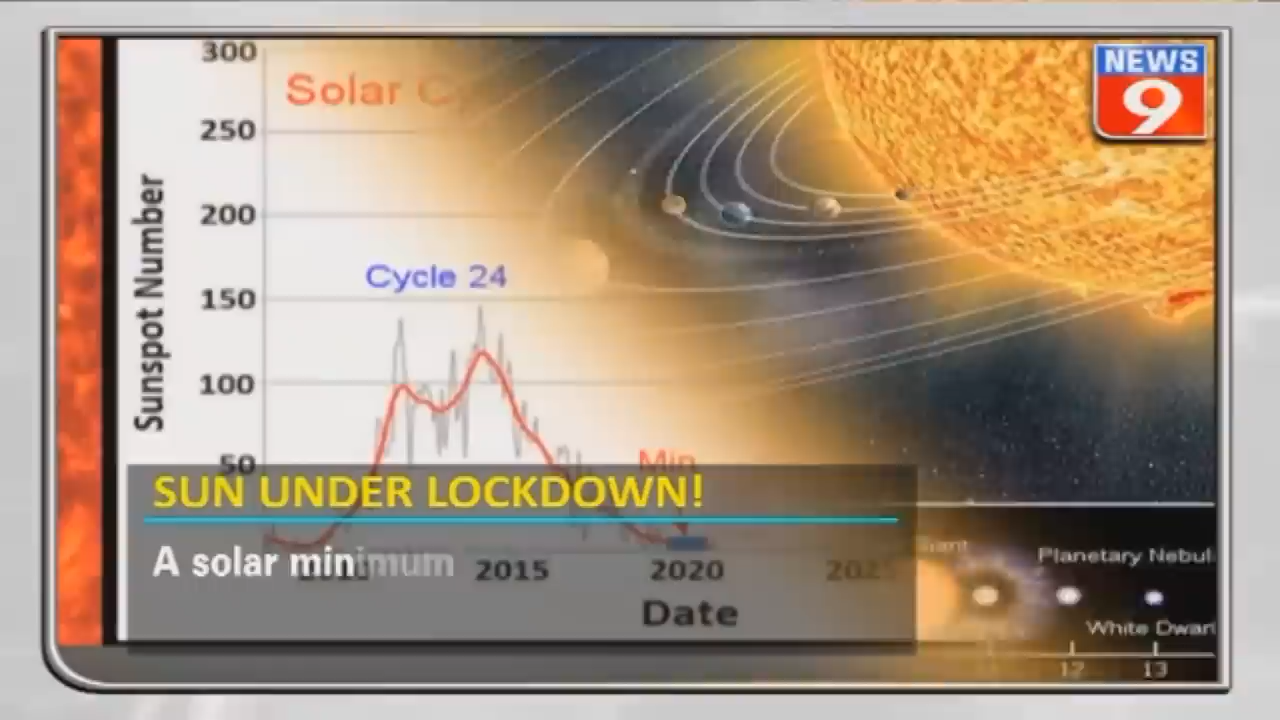 NEWS
9
300
Solar C
250
Sunspot Number
200
Cycle 24
150
100
50
Min
SUN UNDER LOCKDOWN!
A solar minimum
2015
2020
Date
Planetary Nebul
White Dwar
12
13